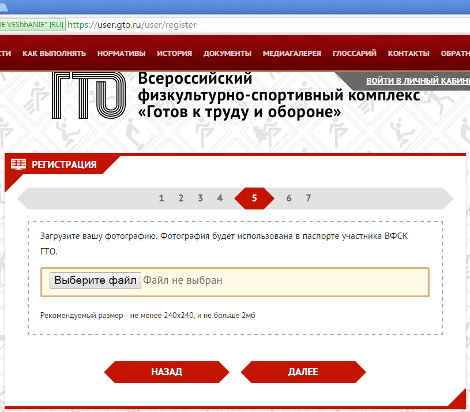 E VEShhANIE" [RU] https://user.gto.ru/user/register
СТИ КАК ВЫПОЛНЯТЬ НОРМАТИВЫ ИСТОРИЯ ДОКУМЕНТЫ МЕДИАГАЛЕРЕЯ ГЛОССАРИЙ КОНТАКТЫ ОБРАТН
ВОЙТИ В ЛИЧНЫЙ КАБИНЕ
ГТО
Всероссийский
физкультурно-спортивный комплекс
«Готов к труду и обороне»
РЕГИСТРАЦИЯ
1 2 3 4 5 6 7
Загрузите вашу фотографию. Фотография будет использована в паспорте участника ВФСК
ГТО.
Выберите файл Файл не выбран
Рекомендуемый размер - не менее 240x240, и не больше 2мб
НАЗАД ДАЛЕЕ